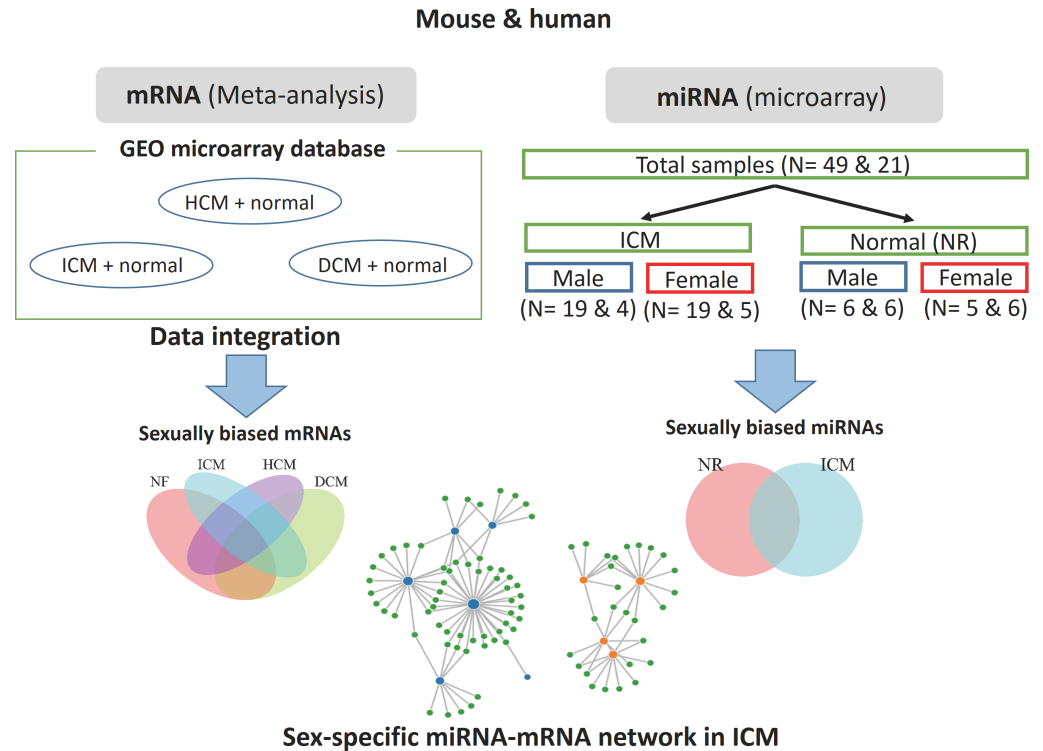 Mouse & human
mRNA (Meta-analysis)
GEO microarray database
HCM + normal
ICM + normal
DCM + normal
Data integration
Sexually biased mRNAs
NF
ICM
HCM
DCM
miRNA (microarray)
Total samples (N= 49 & 21)
ICM
Normal (NR)
Male
Female
Male
Female
(N= 19 & 4)
(N= 19 & 5)
(N= 6 & 6)
(N= 5 & 6)
Sexually biased miRNAs
NR
ICM
Sex-specific miRNA-mRNA network in ICM